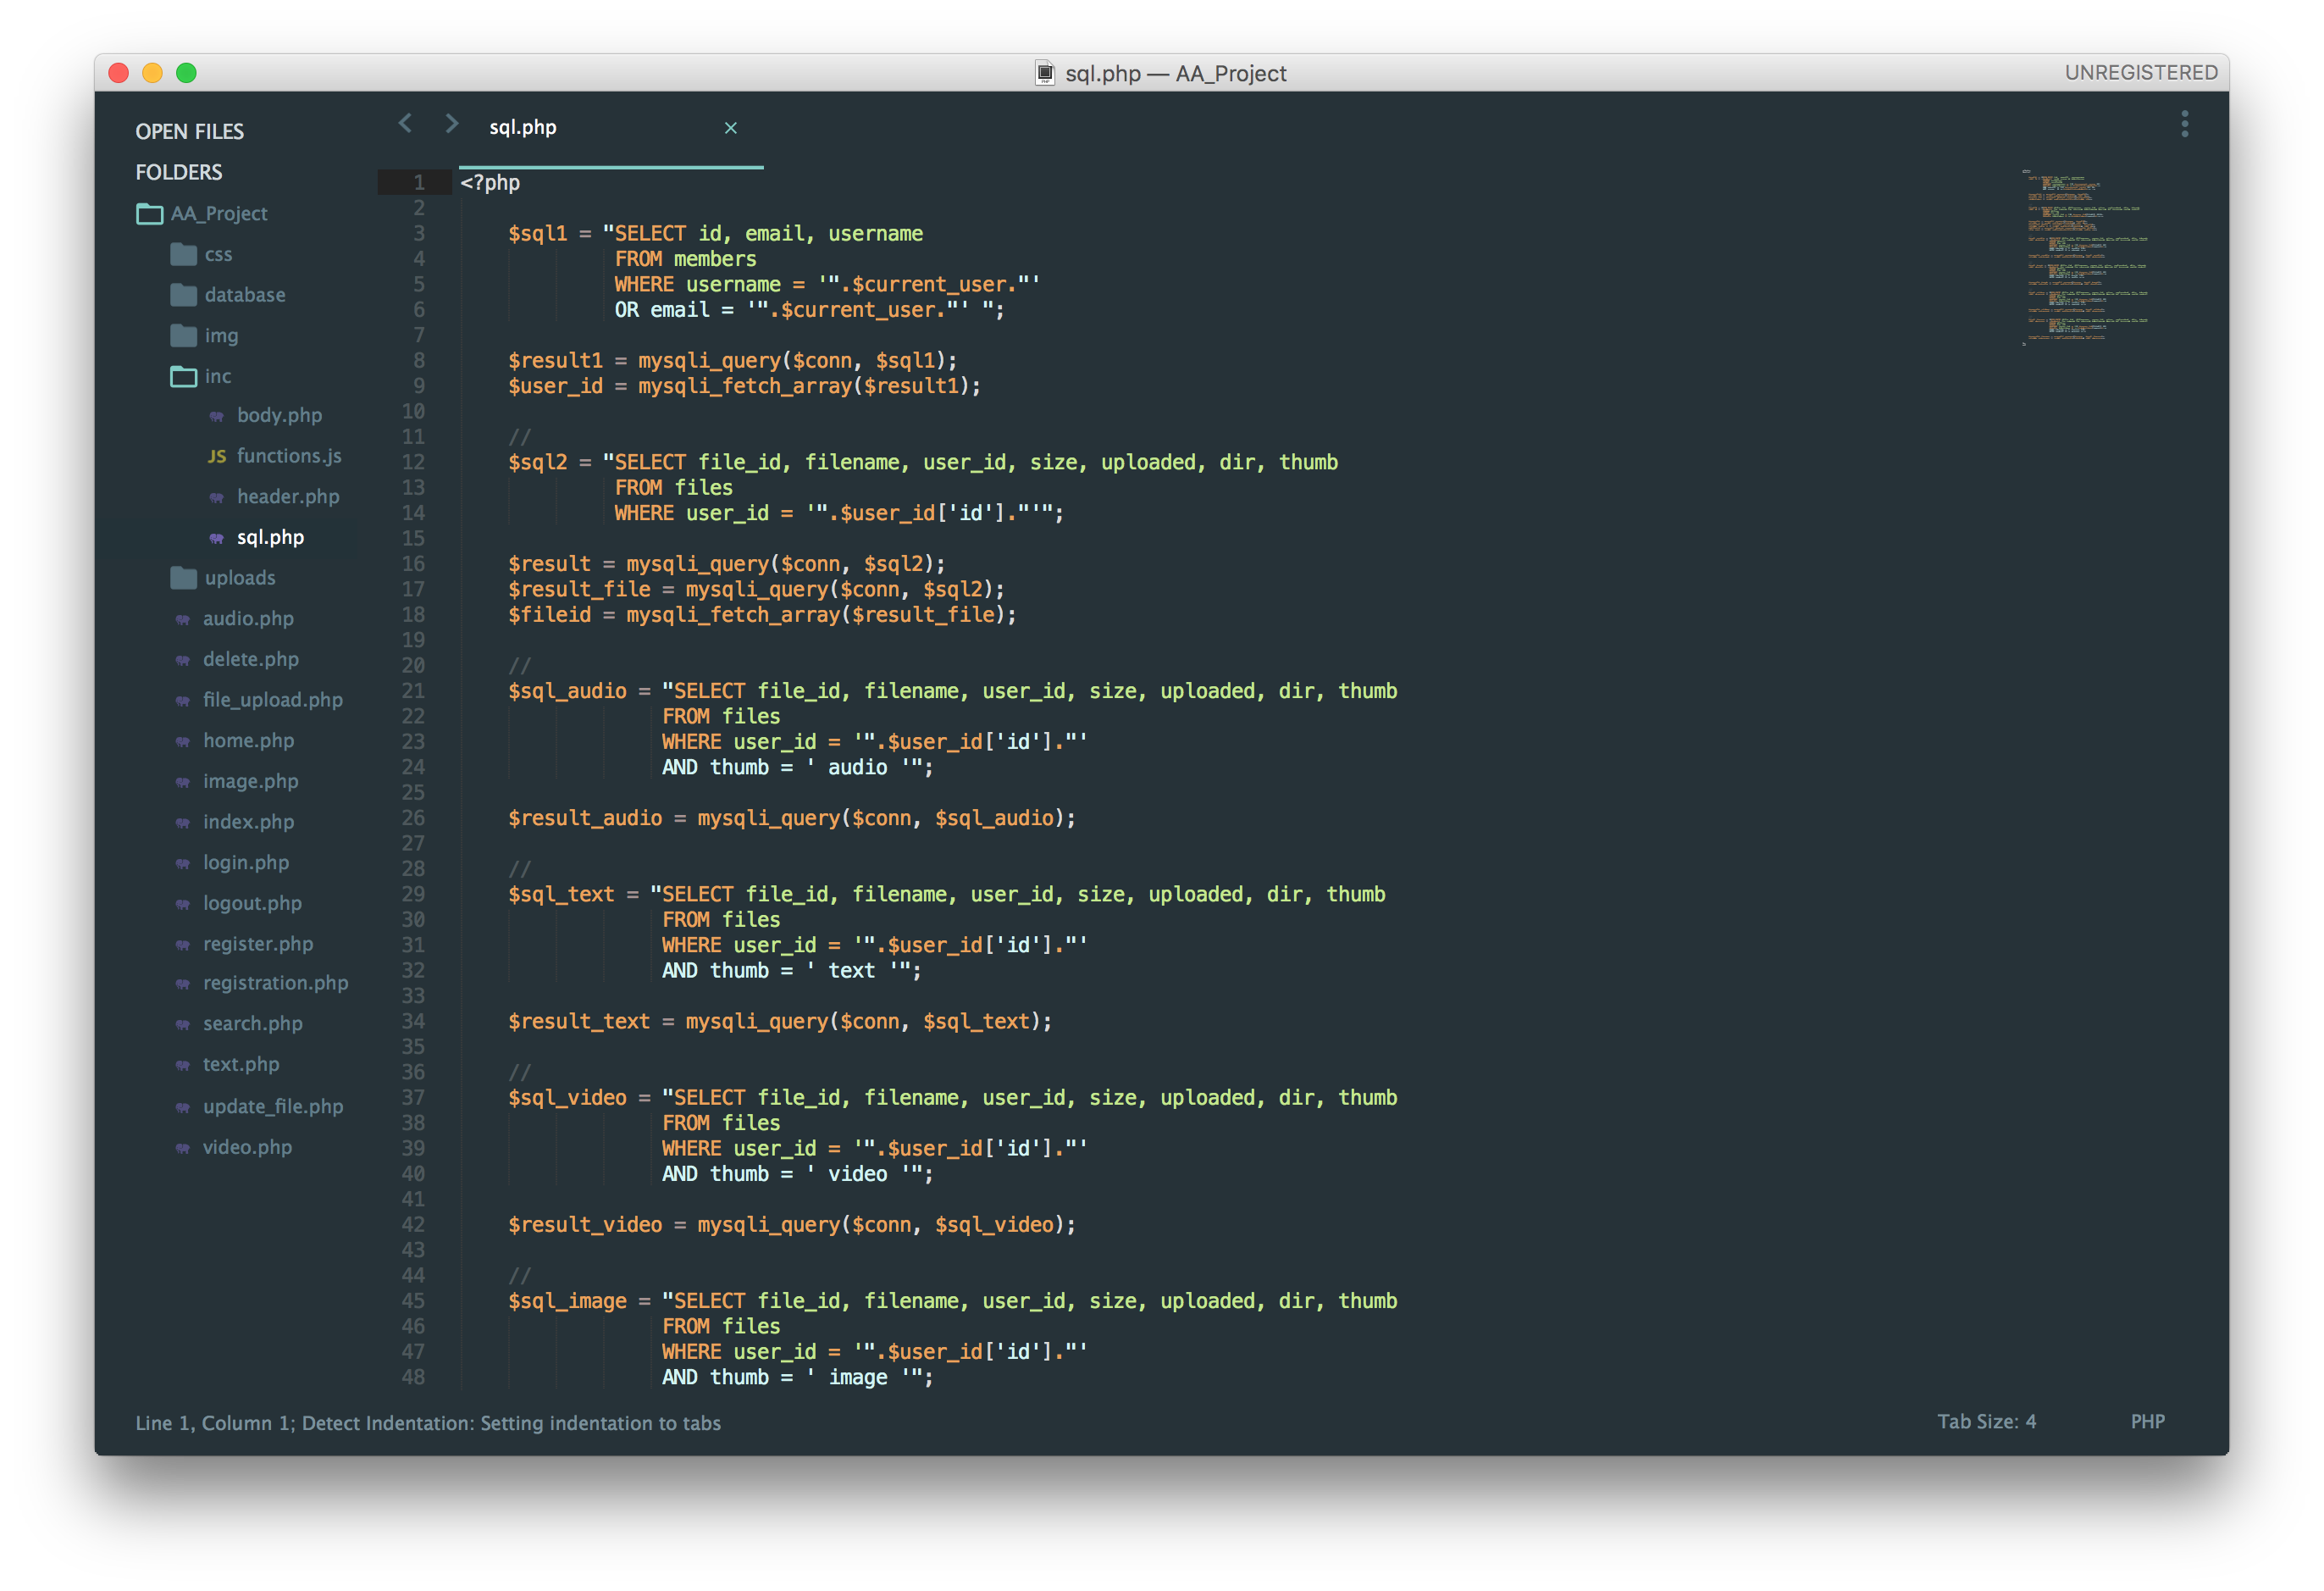 sql.php — AA_Project
UNREGISTERED
OPEN FILES
FOLDERS
AA_Project
css
database
img
inc
body.php
JS functions.js
header.php
sql.php
uploads
audio.php
delete.php
file_upload.php
home.php
image.php
index.php
login.php
logout.php
register.php
registration.php
search.php
text.php
update_file.php
video.php
sql.php ×
1 <?php
2
3 $sql1 = "SELECT id, email, username
4 FROM members
5 WHERE username = '".$current_user."'
6 OR email = '".$current_user."' ";
7
8 $result1 = mysqli_query($conn, $sql1);
9 $user_id = mysqli_fetch_array($result1);
10
11 //
12 $sql2 = "SELECT file_id, filename, user_id, size, uploaded, dir, thumb
13 FROM files
14 WHERE user_id = '".$user_id['id']."'";
15
16 $result = mysqli_query($conn, $sql2);
17 $result_file = mysqli_query($conn, $sql2);
18 $fileid = mysqli_fetch_array($result_file);
19
20 //
21 $sql_audio = "SELECT file_id, filename, user_id, size, uploaded, dir, thumb
22 FROM files
23 WHERE user_id = '".$user_id['id']."'
24 AND thumb = ' audio '";
25
26 $result_audio = mysqli_query($conn, $sql_audio);
27
28 //
29 $sql_text = "SELECT file_id, filename, user_id, size, uploaded, dir, thumb
30 FROM files
31 WHERE user_id = '".$user_id['id']."'
32 AND thumb = ' text '";
33
34 $result_text = mysqli_query($conn, $sql_text);
35
36 //
37 $sql_video = "SELECT file_id, filename, user_id, size, uploaded, dir, thumb
38 FROM files
39 WHERE user_id = '".$user_id['id']."'
40 AND thumb = ' video '";
41
42 $result_video = mysqli_query($conn, $sql_video);
43
44 //
45 $sql_image = "SELECT file_id, filename, user_id, size, uploaded, dir, thumb
46 FROM files
47 WHERE user_id = '".$user_id['id']."'
48 AND thumb = ' image '";
Line 1, Column 1; Detect Indentation: Setting indentation to tabs
Tab Size: 4
PHP